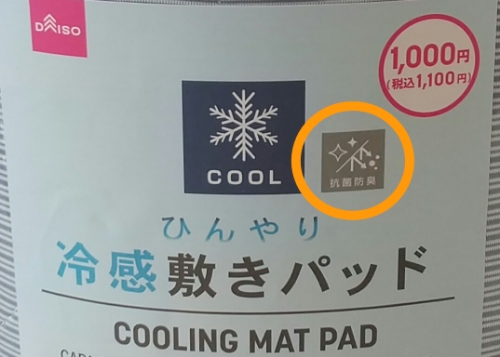 DAISO
1,000円
(税込1,100円)
COOL
抗菌防臭
ひんやり
冷感敷きパッド
COOLING MAT PAD